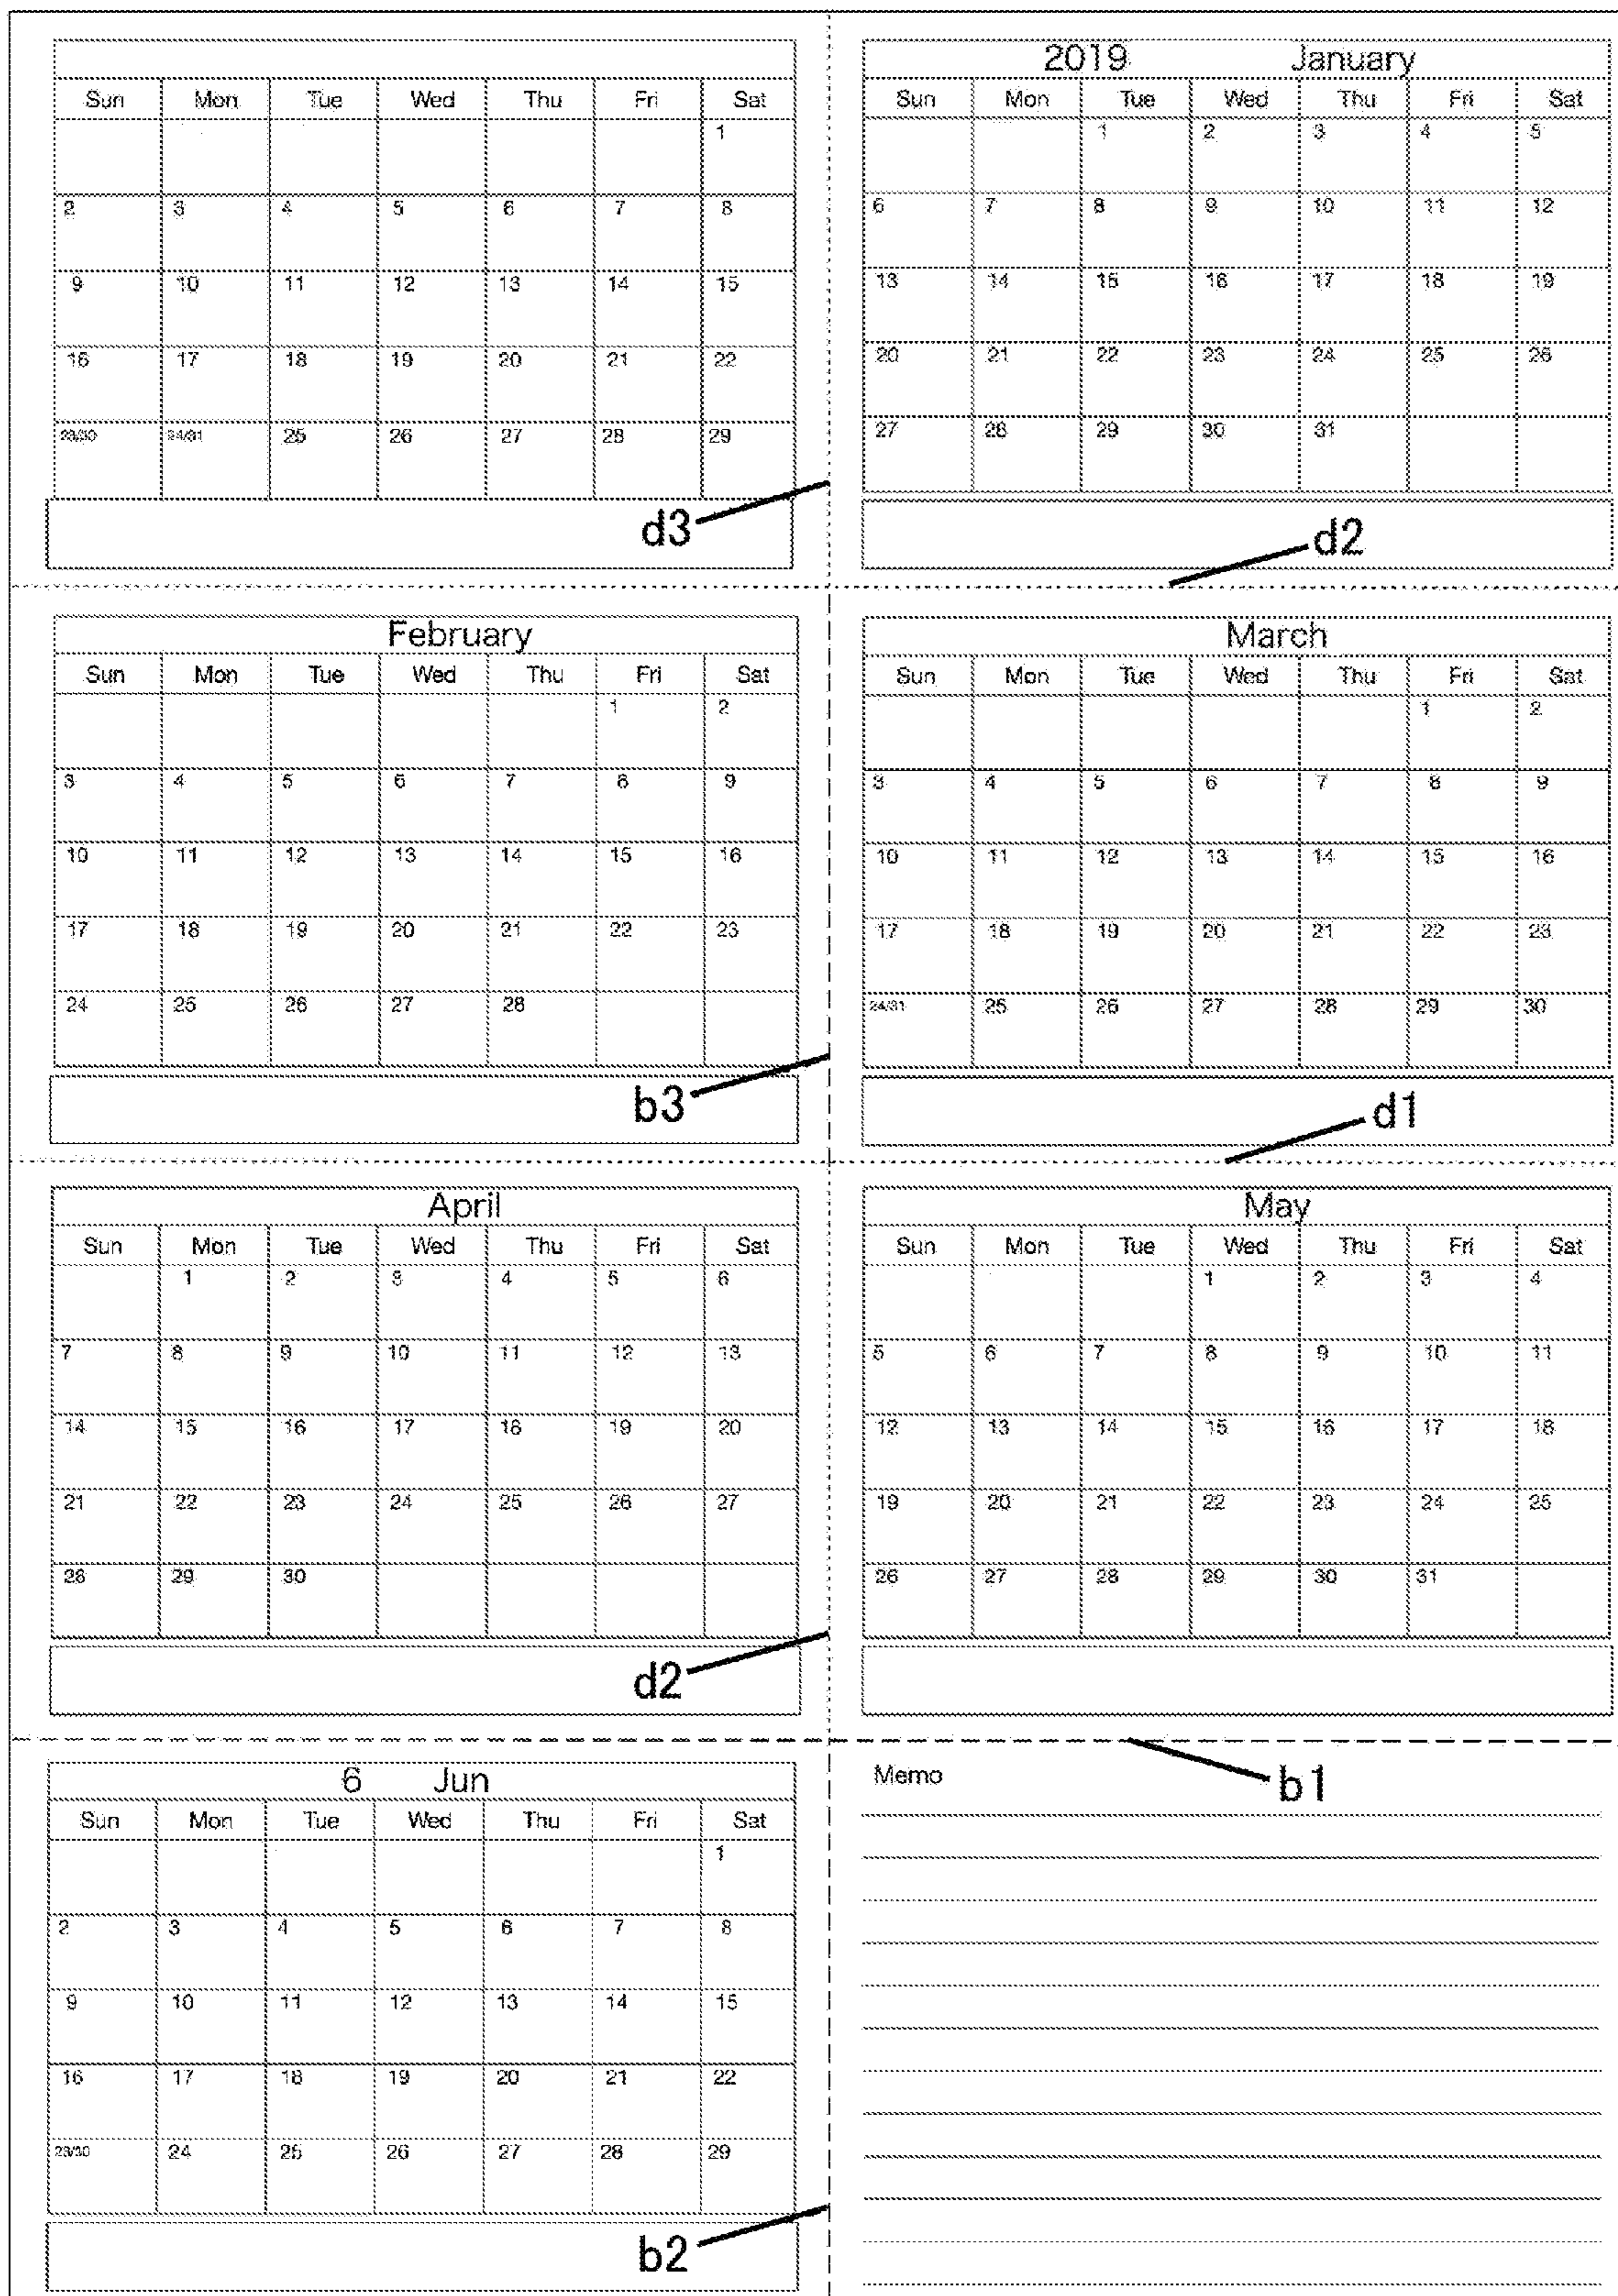 Sun Mon Tue Wed Thu Fri Sat
1
2 3 4 5 6 7 8
9 10 11 12 13 14 15
16 17 18 19 20 21 22
23/30 24/31 25 26 27 28 29
d3
2019 January
Sun Mon Tue Wed Thu Fri Sat
1 2 3 4 5
6 7 8 9 10 11 12
13 14 15 16 17 18 19
20 21 22 23 24 25 26
27 28 29 30 31
d2
February
Sun Mon Tue Wed Thu Fri Sat
1 2
3 4 5 6 7 8 9
10 11 12 13 14 15 16
17 18 19 20 21 22 23
24 25 26 27 28
b3
March
Sun Mon Tue Wed Thu Fri Sat
1 2
3 4 5 6 7 8 9
10 11 12 13 14 15 16
17 18 19 20 21 22 23
24/31 25 26 27 28 29 30
d1
April
Sun Mon Tue Wed Thu Fri Sat
1 2 3 4 5 6
7 8 9 10 11 12 13
14 15 16 17 18 19 20
21 22 23 24 25 26 27
28 29 30
d2
May
Sun Mon Tue Wed Thu Fri Sat
1 2 3 4
5 6 7 8 9 10 11
12 13 14 15 16 17 18
19 20 21 22 23 24 25
26 27 28 29 30 31
b1
6 Jun
Sun Mon Tue Wed Thu Fri Sat
1
2 3 4 5 6 7 8
9 10 11 12 13 14 15
16 17 18 19 20 21 22
23/30 24 25 26 27 28 29
b2
Memo